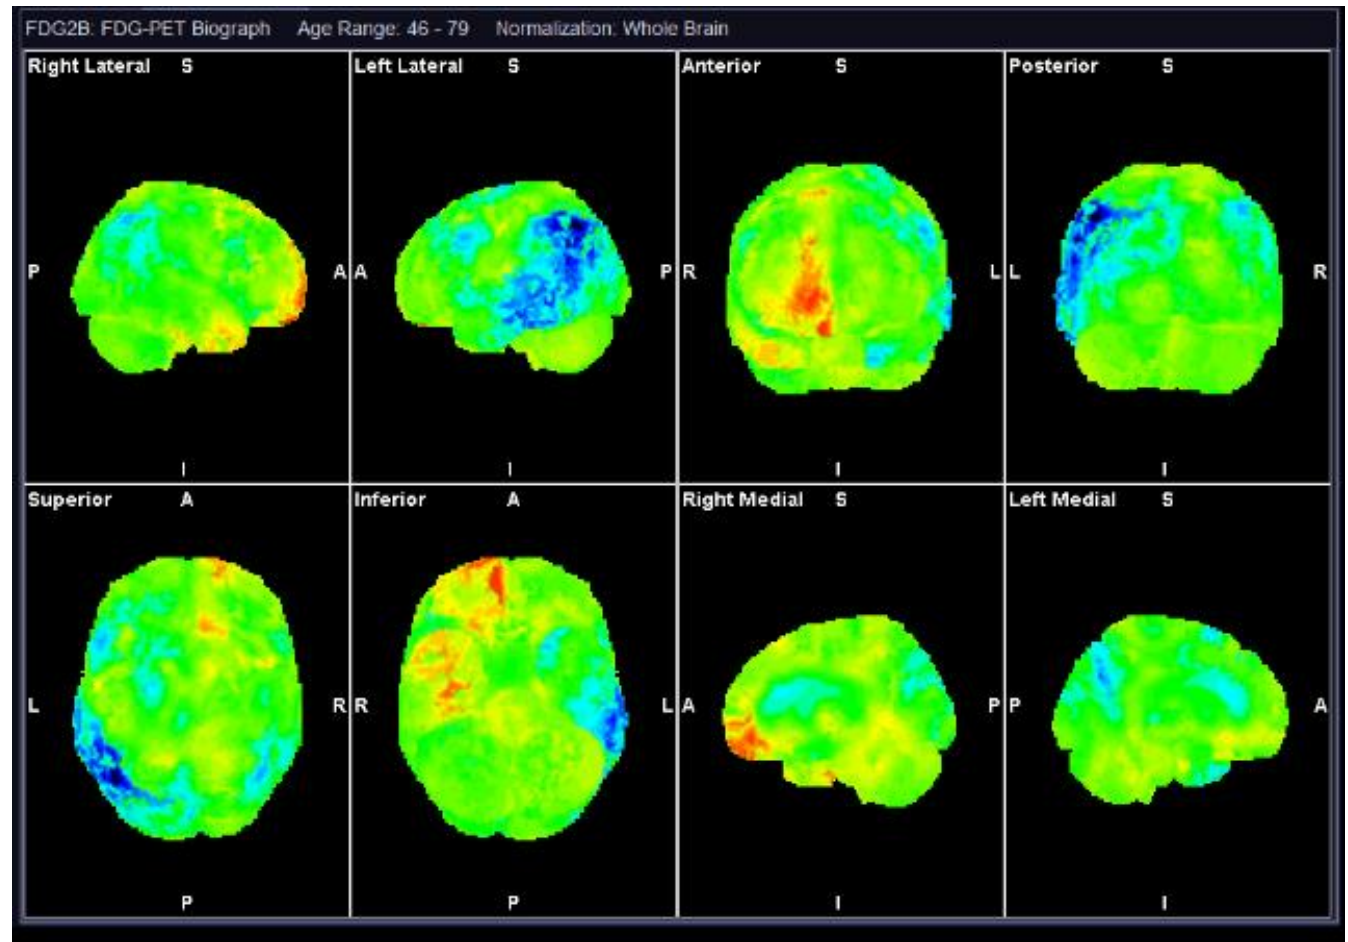 FDG2B: FDG-PET Biograph Age Range: 46 - 79 Normalization: Whole Brain
Right Lateral S
P A
I
Left Lateral S
A P
I
Anterior S
R L
I
Posterior S
L R
I
Superior A
L R
P
Inferior A
R L
P
Right Medial S
A P
I
Left Medial S
P A
I